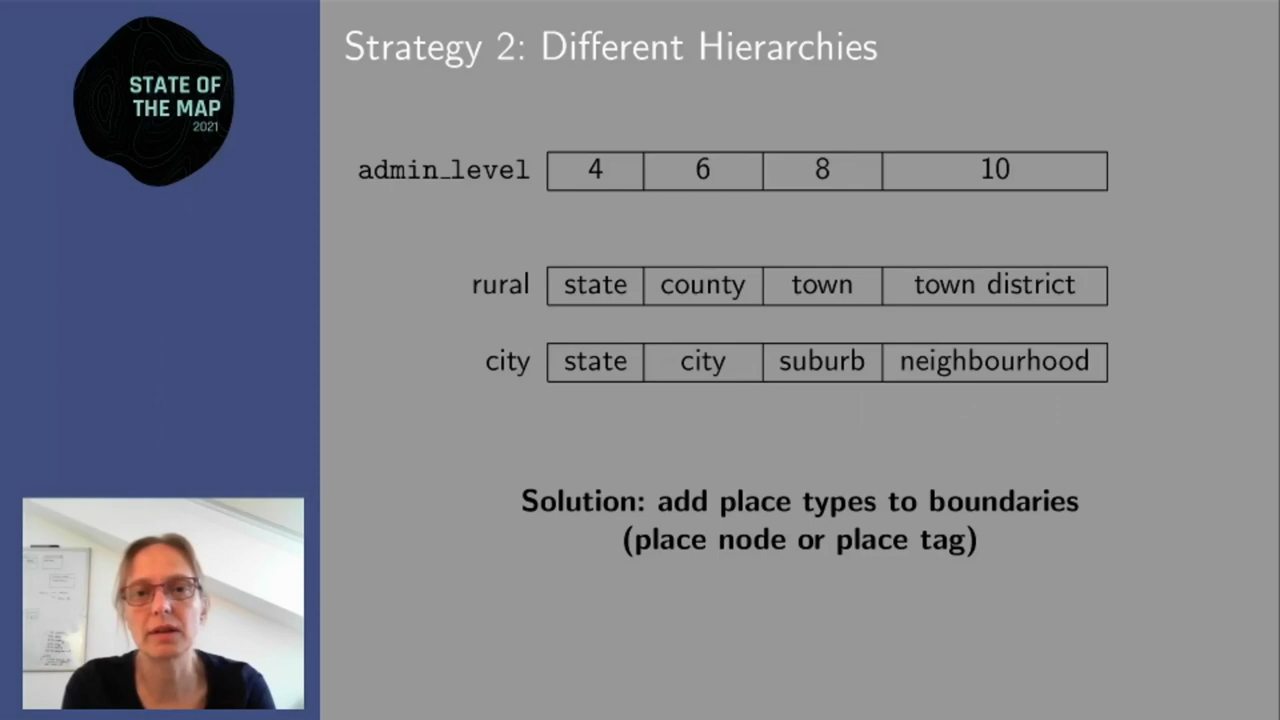 STATE OF
THE MAP
2021
Strategy 2: Different Hierarchies
admin_level 4 6 8 10
rural state county town town district
city state city suburb neighbourhood
Solution: add place types to boundaries
(place node or place tag)